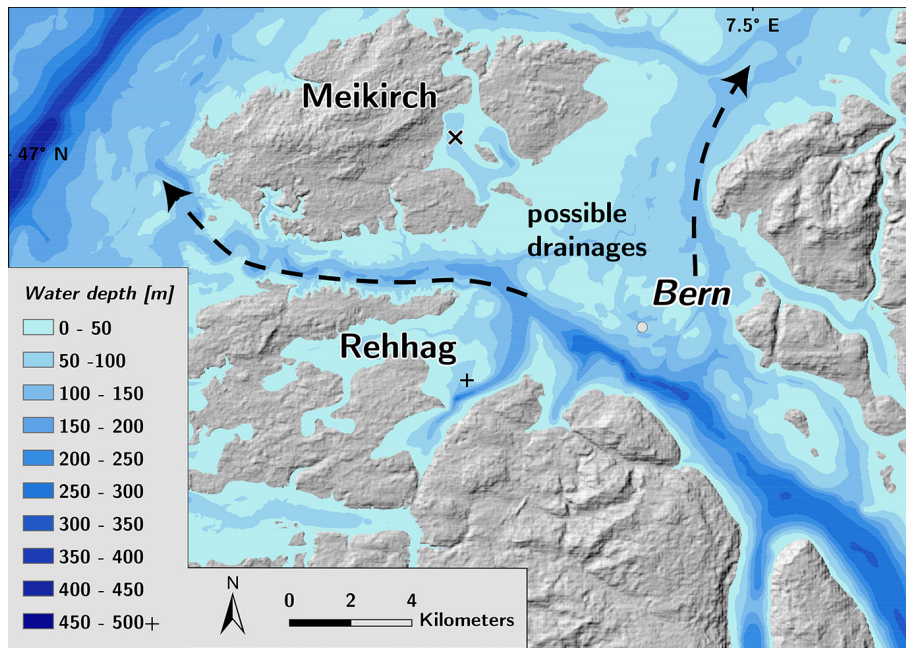 7.5° E
Meikirch
47° N
possible
drainages
Bern
Rehhag
Water depth [m]
0 - 50
50 -100
100 - 150
150 - 200
200 - 250
250 - 300
300 - 350
350 - 400
400 - 450
450 - 500+
N
0 2 4
Kilometers